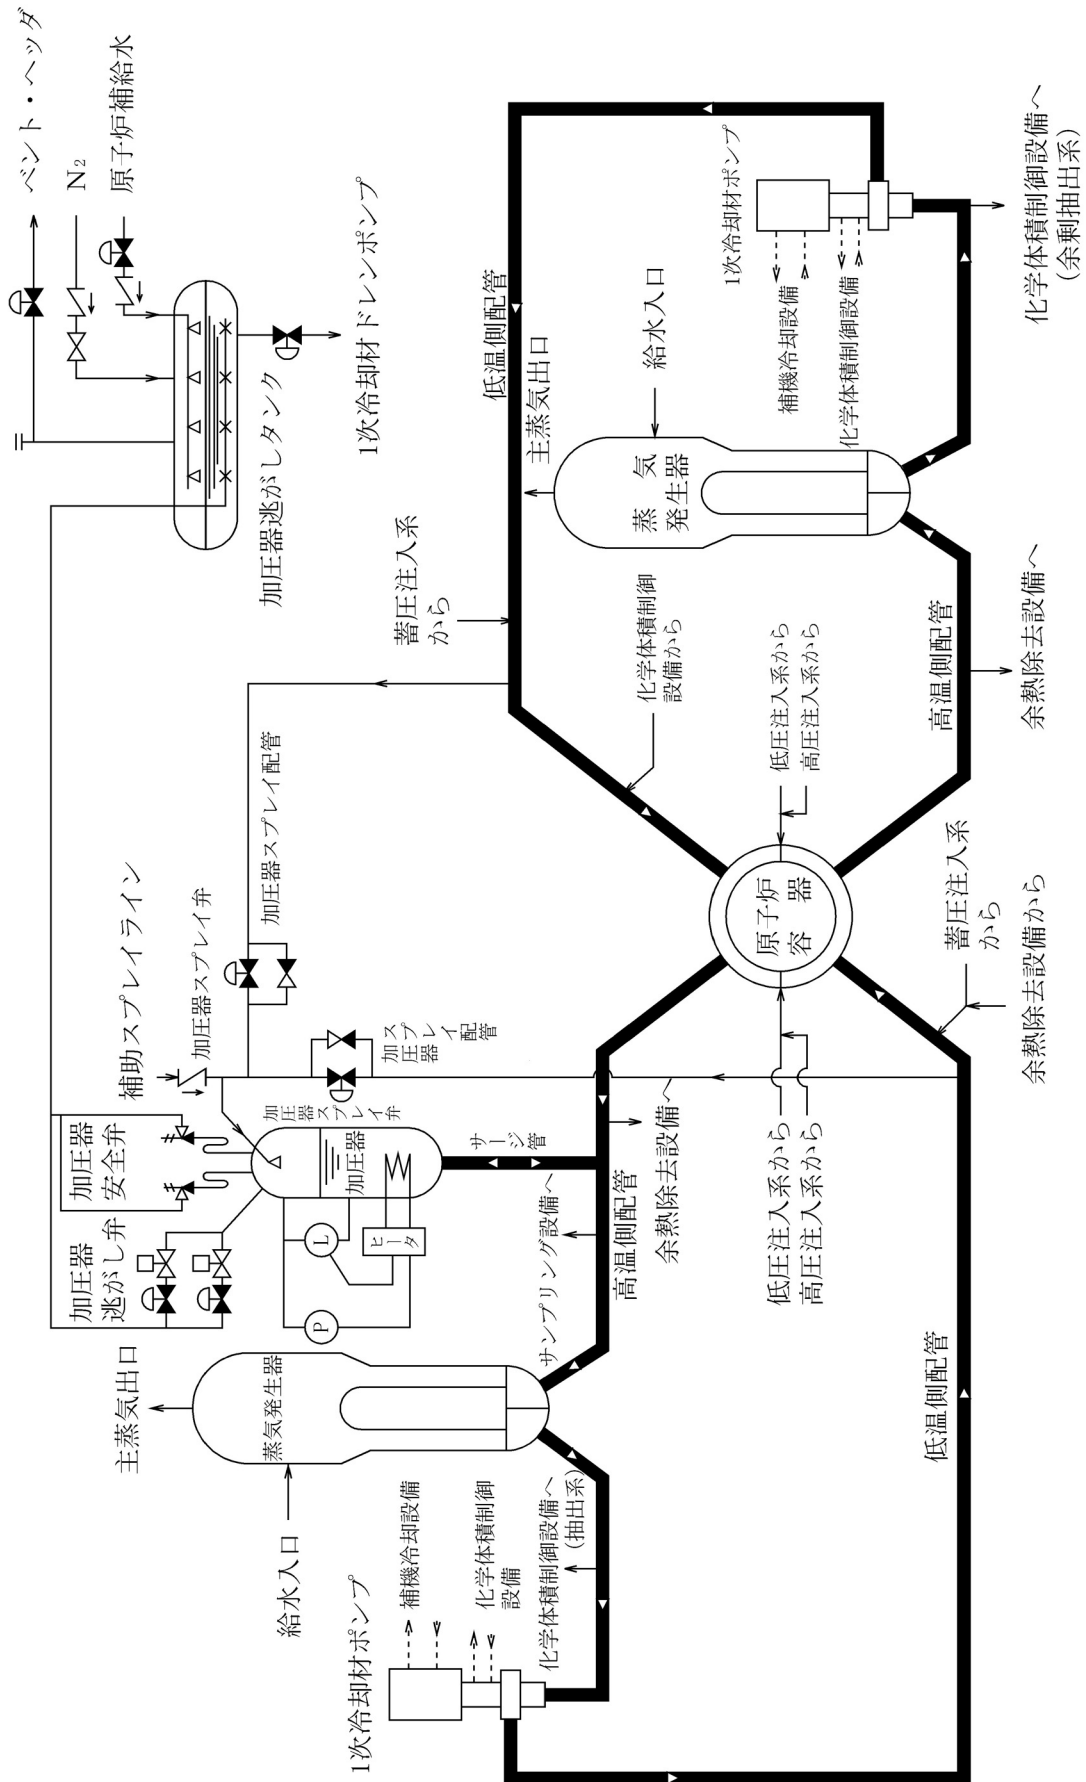 ベント・ヘッダ
N₂
原子炉補給水
加圧器逃がしタンク
1次冷却材ドレンポンプ
補助スプレイライン
加圧器スプレイ弁
加圧器スプレイ配管
加圧器
安全弁
加圧器
逃がし弁
加圧器
スプレイ
配管
加圧器スプレイ弁
加圧器
L
P
ヒータ
サージ管
サンプリング設備へ
主蒸気出口
蒸気発生器
給水入口
1次冷却材ポンプ
補機冷却設備
化学体積制御
設備
化学体積制御設備へ
(抽出系)
高温側配管
余熱除去設備へ
低温側配管
低圧注入系から
高圧注入系から
原子炉
容器
蓄圧注入系
から
余熱除去設備から
低圧注入系から
高圧注入系から
化学体積制御
設備から
蓄圧注入系
から
低温側配管
主蒸気出口
給水入口
蒸気
発生器
高温側配管
余熱除去設備へ
1次冷却材ポンプ
補機冷却設備
化学体積制御設備
化学体積制御設備へ
(余剰抽出系)